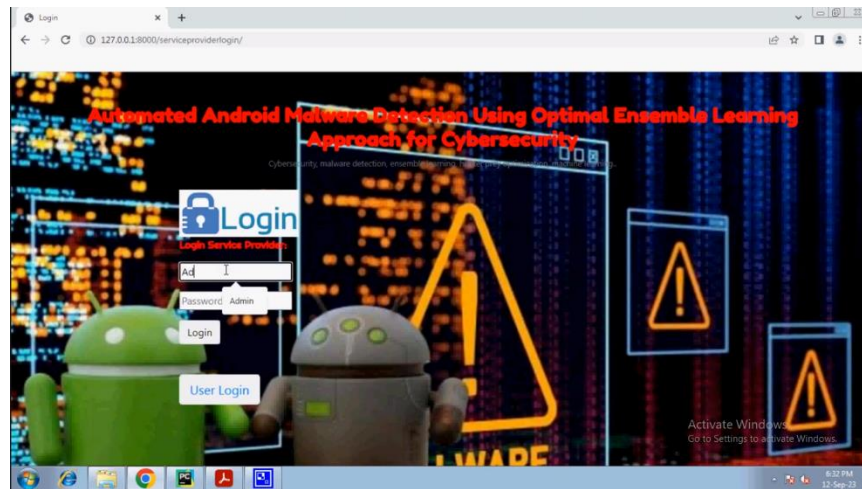 Login
127.0.0.1:8000/serviceproviderlogin/
Automated Android Malware Detection Using Optimal Ensemble Learning
Approach for Cybersecurity
Login
Login Service Provider
Ad
Password
Admin
Login
User Login
Activate Windows
Go to Settings to activate Windows.
6:32 PM
12-Sep-23